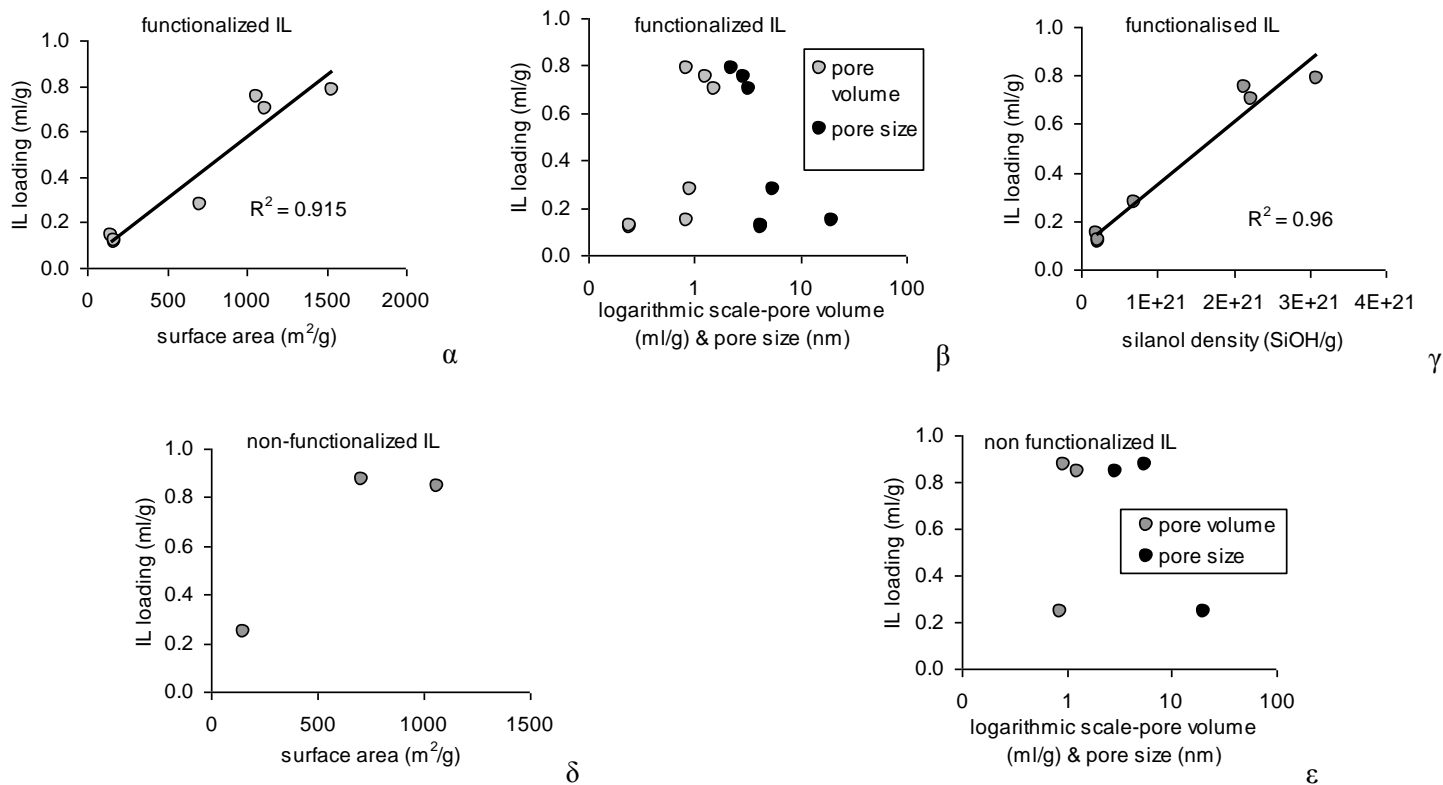 functionalized IL
IL loading (ml/g)
1.0
0.8
0.6
0.4
0.2
0.0
R² = 0.915
0 500 1000 1500 2000
surface area (m²/g)
α
functionalized IL
IL loading (ml/g)
1.0
0.8
0.6
0.4
0.2
0.0
pore
volume
pore size
0 1 10 100
logarithmic scale-pore volume
(ml/g) & pore size (nm)
β
functionalised IL
IL loading (ml/g)
1.0
0.8
0.6
0.4
0.2
0.0
R² = 0.96
0 1E+21 2E+21 3E+21 4E+21
silanol density (SiOH/g)
γ
non-functionalized IL
IL loading (ml/g)
1.0
0.8
0.6
0.4
0.2
0.0
0 500 1000 1500
surface area (m²/g)
δ
non functionalized IL
IL loading (ml/g)
1.0
0.8
0.6
0.4
0.2
0.0
pore volume
pore size
0 1 10 100
logarithmic scale-pore volume
(ml/g) & pore size (nm)
ε